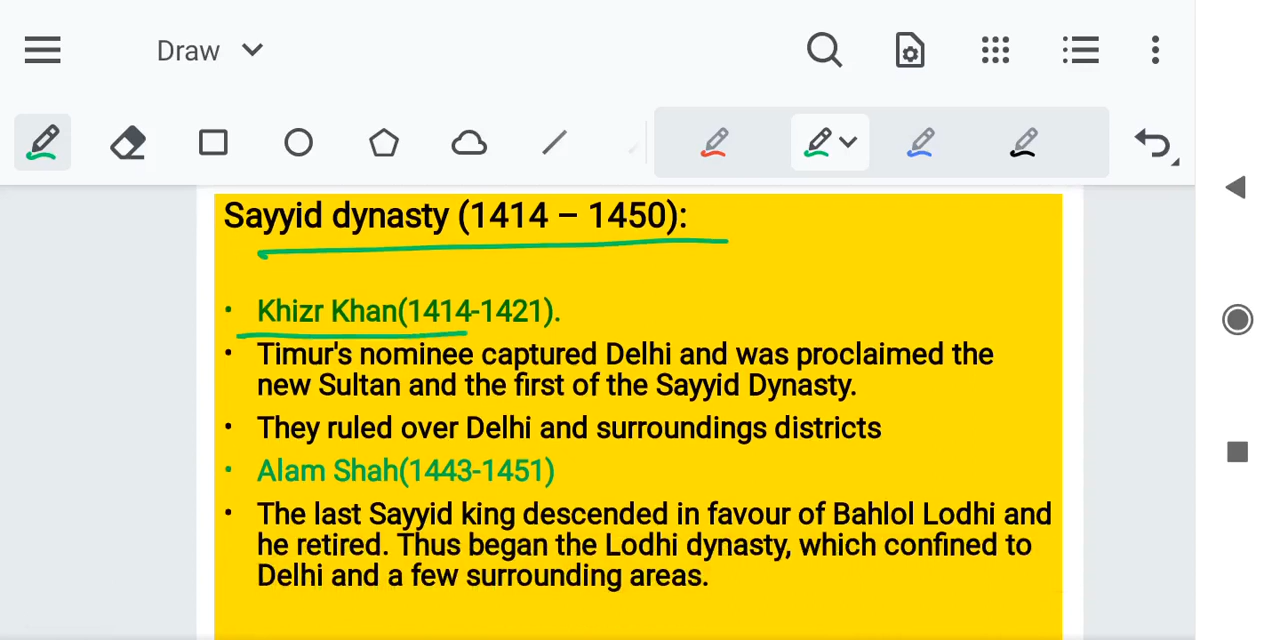 Draw
Sayyid dynasty (1414 – 1450):
• Khizr Khan(1414-1421).
• Timur's nominee captured Delhi and was proclaimed the
new Sultan and the first of the Sayyid Dynasty.
• They ruled over Delhi and surroundings districts
• Alam Shah(1443-1451)
• The last Sayyid king descended in favour of Bahlol Lodhi and
he retired. Thus began the Lodhi dynasty, which confined to
Delhi and a few surrounding areas.